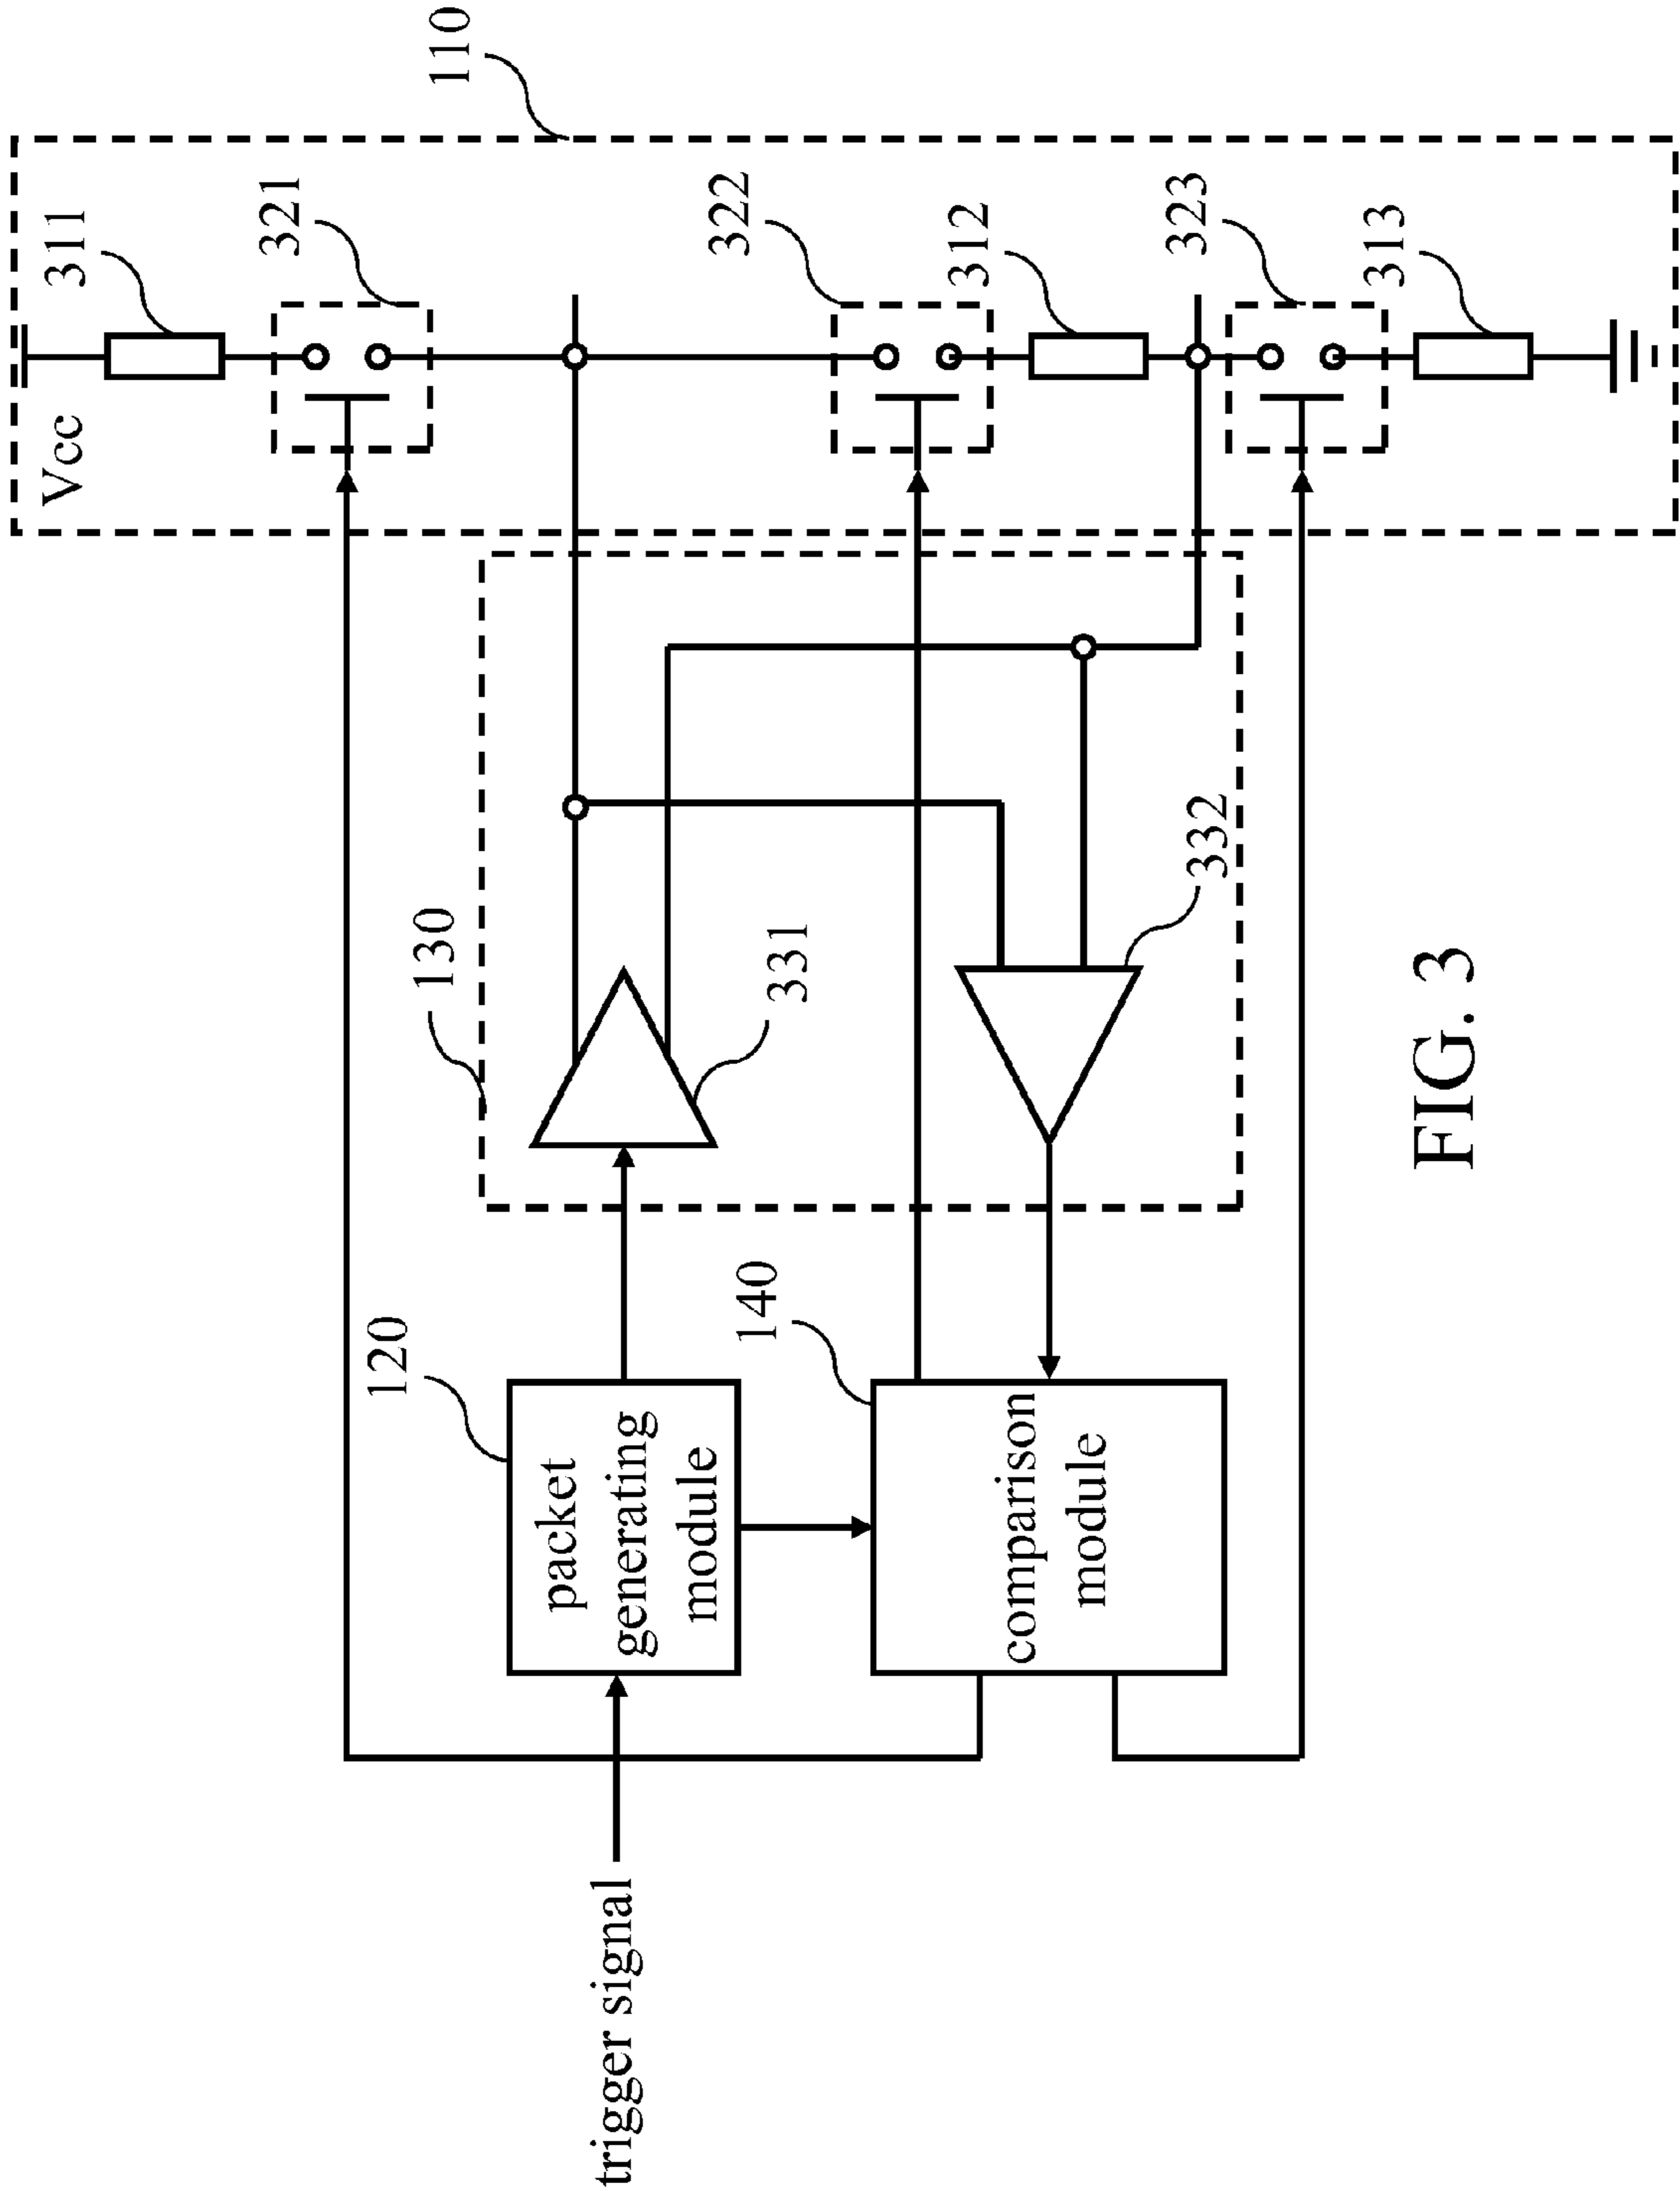 110
311
321
322
312
323
313
Vcc
130
331
332
120
140
packet
generating
module
comparison
module
trigger signal
FIG. 3